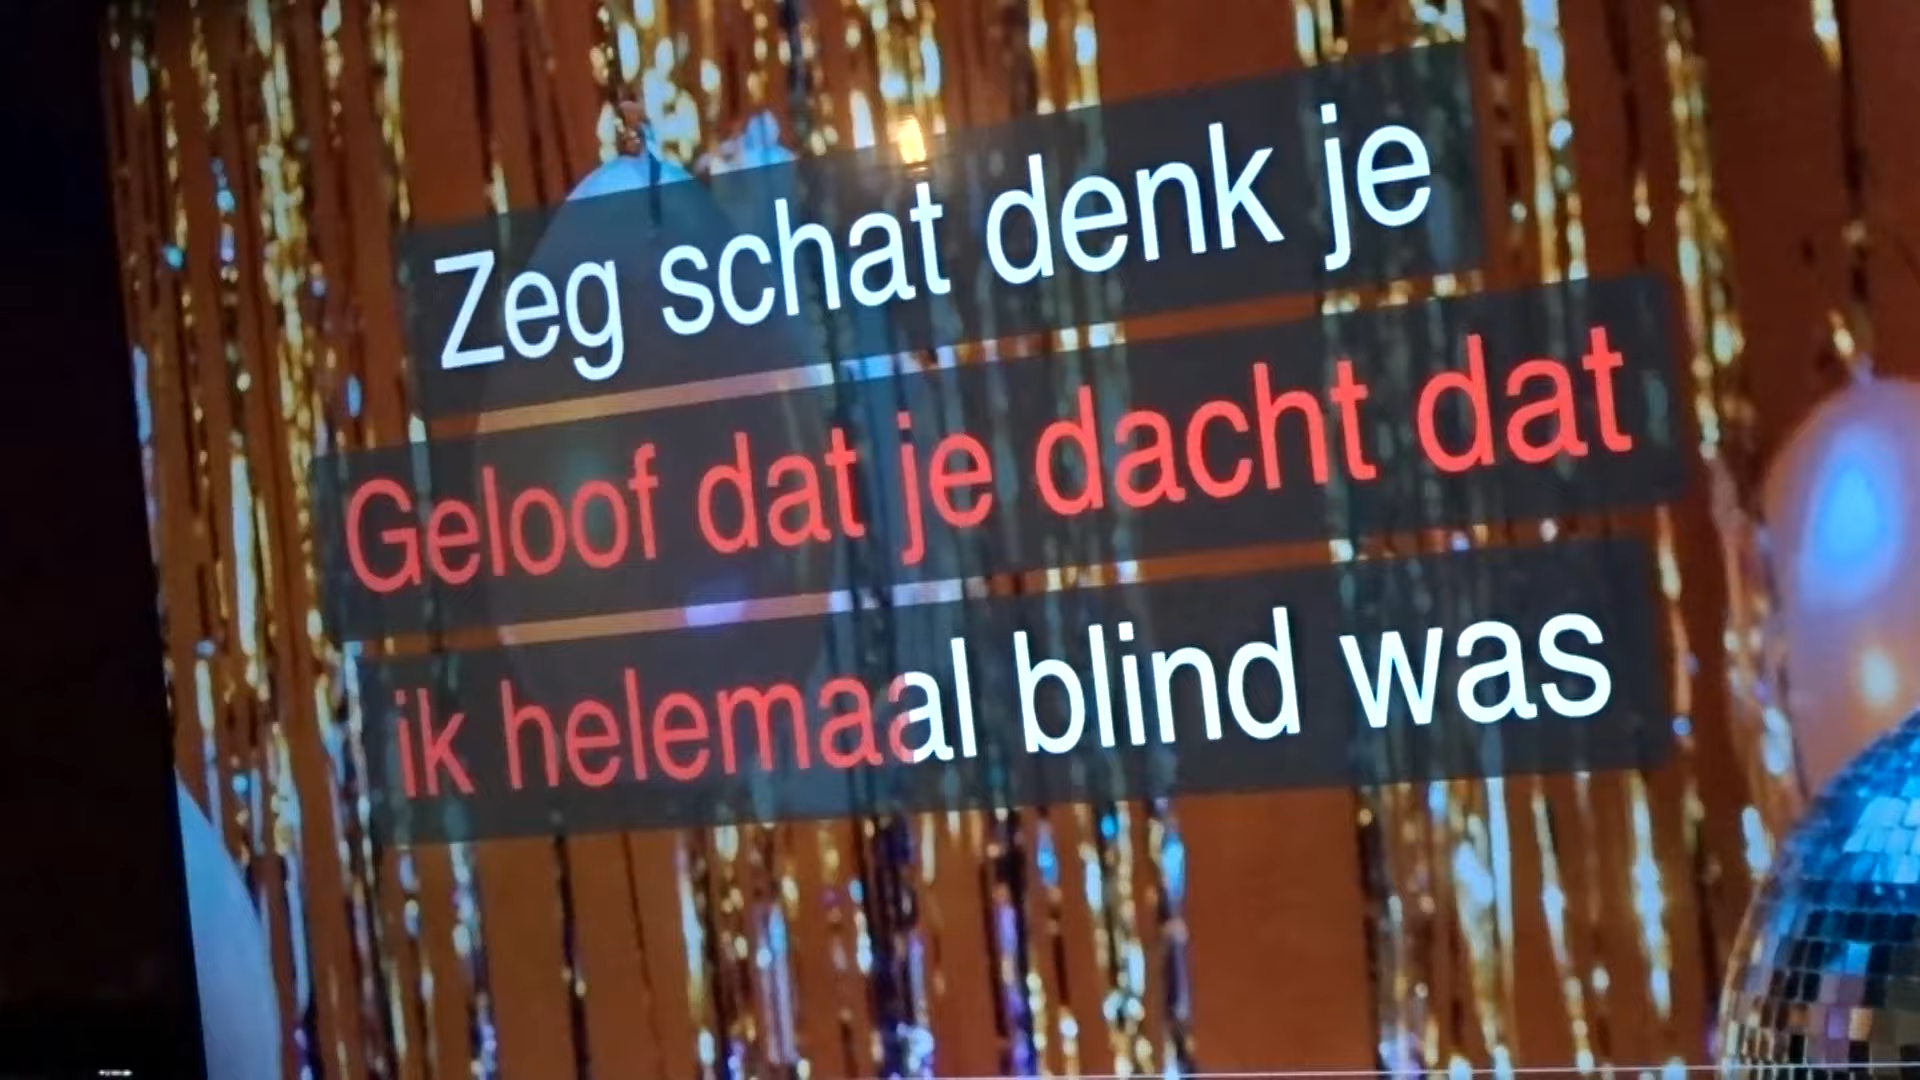 Zeg schat denk je
Geloof dat je dacht dat
ik helemaal blind was